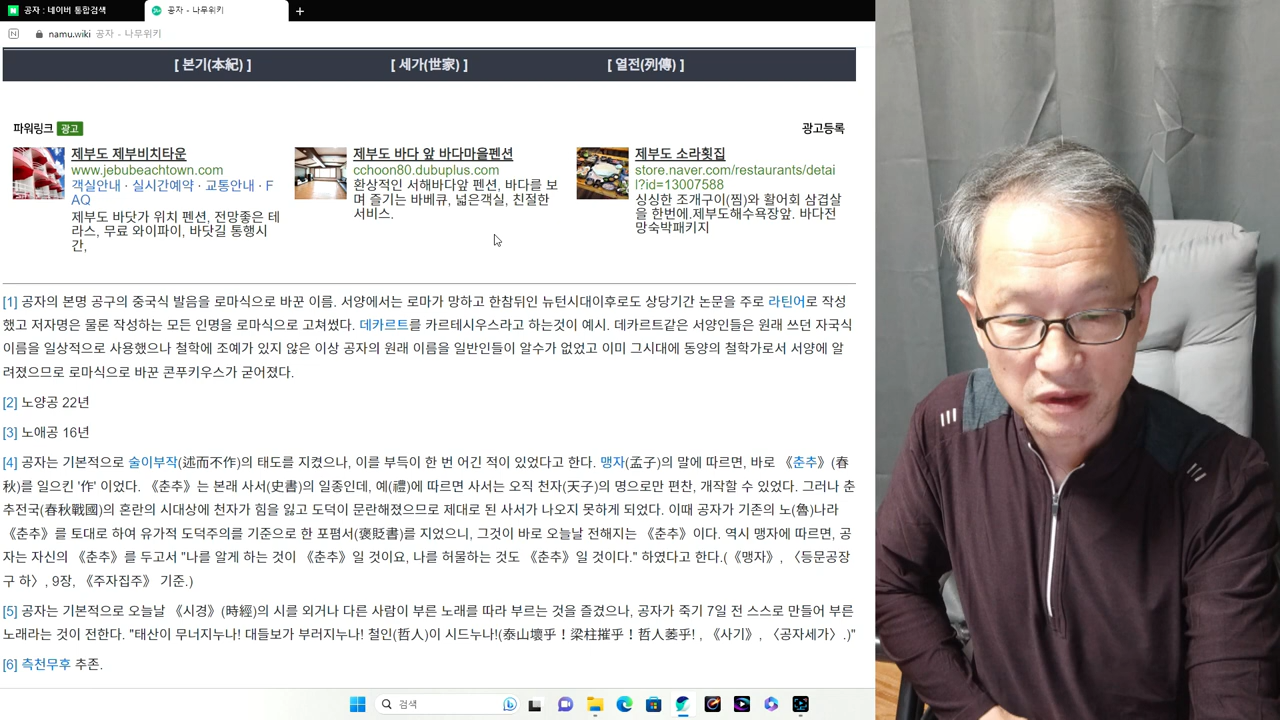 공자 : 네이버 통합검색
공자 - 나무위키
namu.wiki 공자 - 나무위키
[ 본기(本紀) ] [ 세가(世家) ] [ 열전(列傳) ]
파워링크 광고
광고등록
제부도 제부비치타운
www.jebubeachtown.com
객실안내 · 실시간예약 · 교통안내 · F
AQ
제부도 바닷가 위치 펜션, 전망좋은 테
라스, 무료 와이파이, 바닷길 통행시
간,
제부도 바다 앞 바다마을펜션
cchoon80.dubuplus.com
환상적인 서해바다앞 펜션, 바다를 보
며 즐기는 바베큐, 넓은객실, 친절한
서비스.
제부도 소라횟집
store.naver.com/restaurants/detai
l?id=13007588
싱싱한 조개구이(찜)와 활어회 삼겹살
을 한번에.제부도해수욕장앞. 바다전
망숙박패키지
[1] 공자의 본명 공구의 중국식 발음을 로마식으로 바꾼 이름. 서양에서는 로마가 망하고 한참뒤인 뉴턴시대이후로도 상당기간 논문을 주로 라틴어로 작성
했고 저자명은 물론 작성하는 모든 인명을 로마식으로 고쳐썼다. 데카르트를 카르테시우스라고 하는것이 예시. 데카르트같은 서양인들은 원래 쓰던 자국식
이름을 일상적으로 사용했으나 철학에 조예가 있지 않은 이상 공자의 원래 이름을 일반인들이 알수가 없었고 이미 그시대에 동양의 철학가로서 서양에 알
려졌으므로 로마식으로 바꾼 콘푸키우스가 굳어졌다.
[2] 노양공 22년
[3] 노애공 16년
[4] 공자는 기본적으로 술이부작(述而不作)의 태도를 지켰으나, 이를 부득이 한 번 어긴 적이 있었다고 한다. 맹자(孟子)의 말에 따르면, 바로 《춘추》(春
秋)를 일으킨 '作' 이었다. 《춘추》는 본래 사서(史書)의 일종인데, 예(禮)에 따르면 사서는 오직 천자(天子)의 명으로만 편찬, 개작할 수 있었다. 그러나 춘
추전국(春秋戰國)의 혼란의 시대상에 천자가 힘을 잃고 도덕이 문란해졌으므로 제대로 된 사서가 나오지 못하게 되었다. 이때 공자가 기존의 노(魯)나라
《춘추》를 토대로 하여 유가적 도덕주의를 기준으로 한 포폄서(褒貶書)를 지었으니, 그것이 바로 오늘날 전해지는 《춘추》이다. 역시 맹자에 따르면, 공
자는 자신의 《춘추》를 두고서 "나를 알게 하는 것이 《춘추》일 것이요, 나를 허물하는 것도 《춘추》일 것이다." 하였다고 한다.(《맹자》, 〈등문공장
구 하〉, 9장, 《주자집주》 기준.)
[5] 공자는 기본적으로 오늘날 《시경》(時經)의 시를 외거나 다른 사람이 부른 노래를 따라 부르는 것을 즐겼으나, 공자가 죽기 7일 전 스스로 만들어 부른
노래라는 것이 전한다. "태산이 무너지누나! 대들보가 부러지누나! 철인(哲人)이 시드누나!(泰山壞乎！梁柱摧乎！哲人萎乎! , 《사기》, 〈공자세가〉.)"
[6] 측천무후 추존.
검색